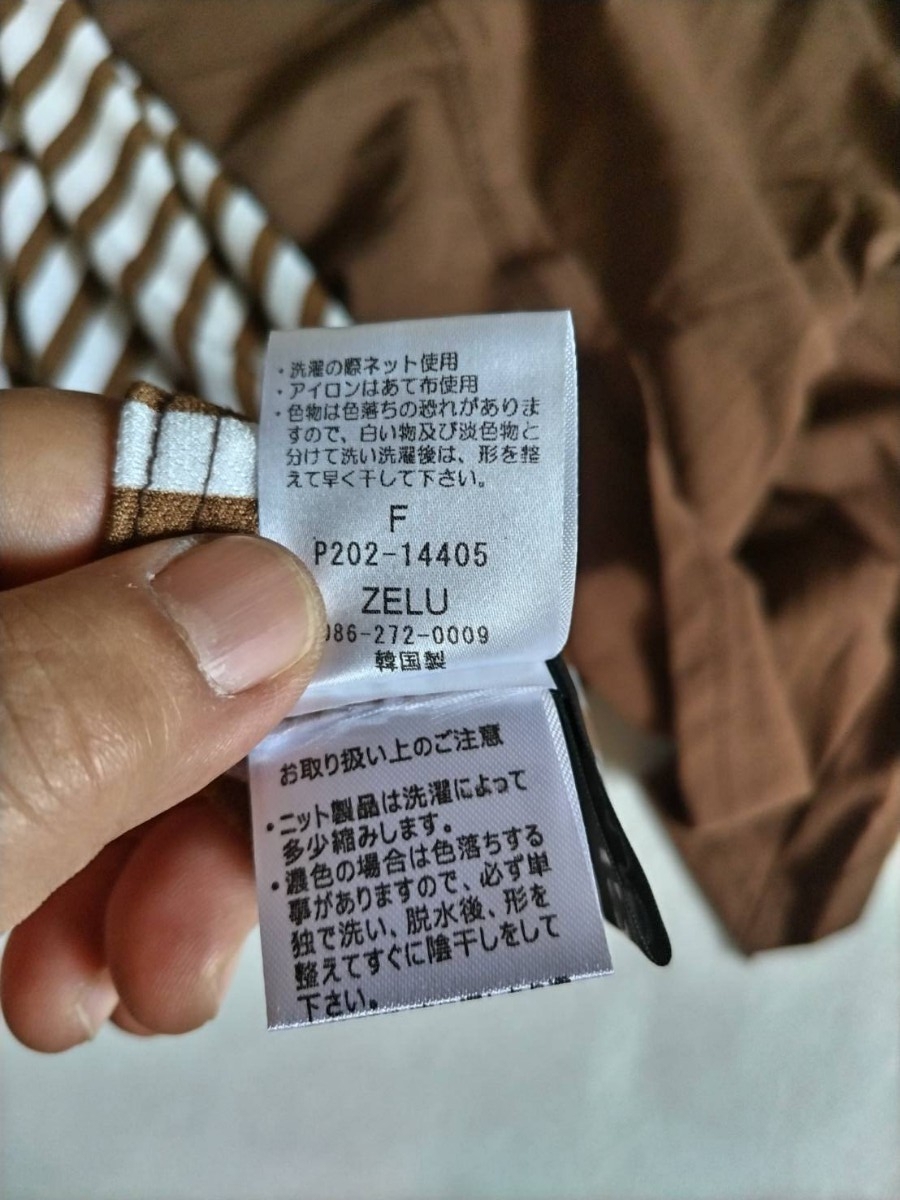 ・洗濯の際ネット使用
・アイロンはあて布使用
・色物は色落ちの恐れがありま
すので、白い物及び淡色物と
分けて洗い洗濯後は、形を整
えて早く干して下さい。
F
P202-14405
ZELU
086-272-0009
韓国製
お取り扱い上のご注意
・ニット製品は洗濯によって
多少縮みします。
・濃色の場合は色落ちする
事がありますので、必ず単
独で洗い、脱水後、形を
整えてすぐに陰干しをして
下さい。